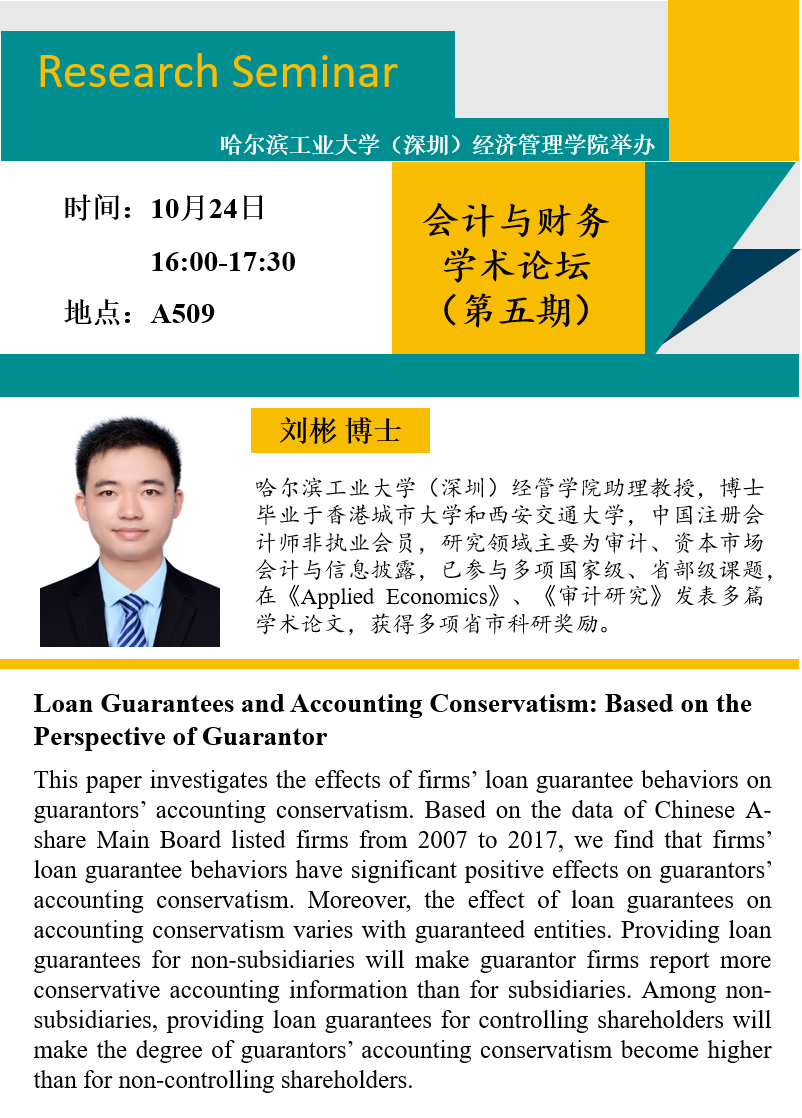 Research Seminar
哈尔滨工业大学（深圳）经济管理学院举办
时间：10月24日
16:00-17:30
地点：A509
会计与财务
学术论坛
（第五期）
刘彬 博士
哈尔滨工业大学（深圳）经管学院助理教授，博士
毕业于香港城市大学和西安交通大学，中国注册会
计师非执业会员，研究领域主要为审计、资本市场
会计与信息披露，已参与多项国家级、省部级课题，
在《Applied Economics》、《审计研究》发表多篇
学术论文，获得多项省市科研奖励。
Loan Guarantees and Accounting Conservatism: Based on the
Perspective of Guarantor
This paper investigates the effects of firms’ loan guarantee behaviors on
guarantors’ accounting conservatism. Based on the data of Chinese A-
share Main Board listed firms from 2007 to 2017, we find that firms’
loan guarantee behaviors have significant positive effects on guarantors’
accounting conservatism. Moreover, the effect of loan guarantees on
accounting conservatism varies with guaranteed entities. Providing loan
guarantees for non-subsidiaries will make guarantor firms report more
conservative accounting information than for subsidiaries. Among non-
subsidiaries, providing loan guarantees for controlling shareholders will
make the degree of guarantors’ accounting conservatism become higher
than for non-controlling shareholders.